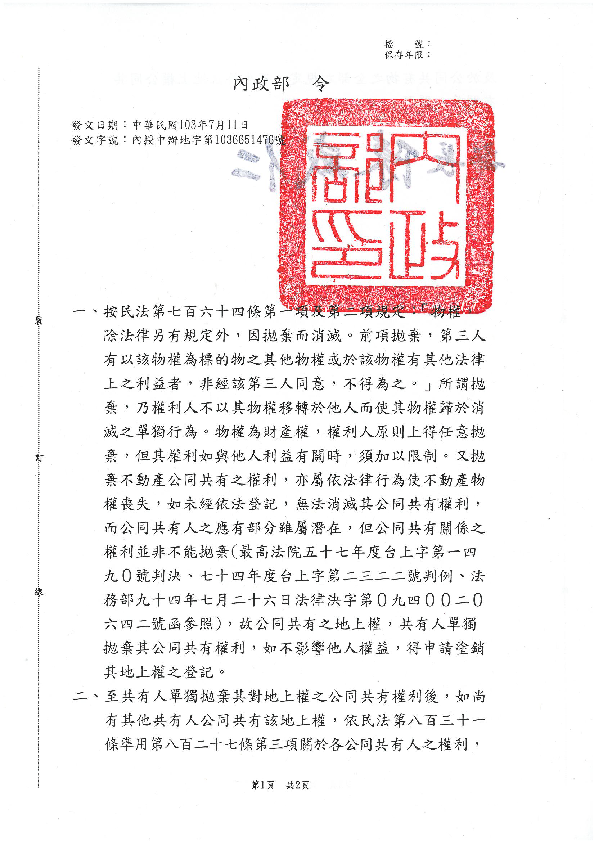 檔　　號：
保存年限：
內政部　令
發文日期：中華民國103年7月11日
發文字號：內授中辦地字第1036651476號
內政部印
一、按民法第七百六十四條第一項及第二項規定：「物權
除法律另有規定外，因拋棄而消滅。前項拋棄，第三人
有以該物權為標的物之其他物權或於該物權有其他法律
上之利益者，非經該第三人同意，不得為之。」所謂拋
棄，乃權利人不以其物權移轉於他人而使其物權歸於消
滅之單獨行為。物權為財產權，權利人原則上得任意拋
棄，但其權利如與他人利益有關時，須加以限制。又拋
棄不動產公同共有之權利，亦屬依法律行為使不動產物
權喪失，如未經依法登記，無法消滅其公同共有權利，
而公同共有人之應有部分雖屬潛在，但公同共有關係之
權利並非不能拋棄(最高法院五十七年度台上字第一四
九０號判決、七十四年度台上字第二三二二號判例、法
務部九十四年七月二十六日法律決字第０九四００二０
六四二號函參照)，故公同共有之地上權，共有人單獨
拋棄其公同共有權利，如不影響他人權益，得申請塗銷
其地上權之登記。
二、至共有人單獨拋棄其對地上權之公同共有權利後，如尚
有其他共有人公同共有該地上權，依民法第八百三十一
條準用第八百二十七條第三項關於各公同共有人之權利，
裝
訂
線
第1頁　共2頁